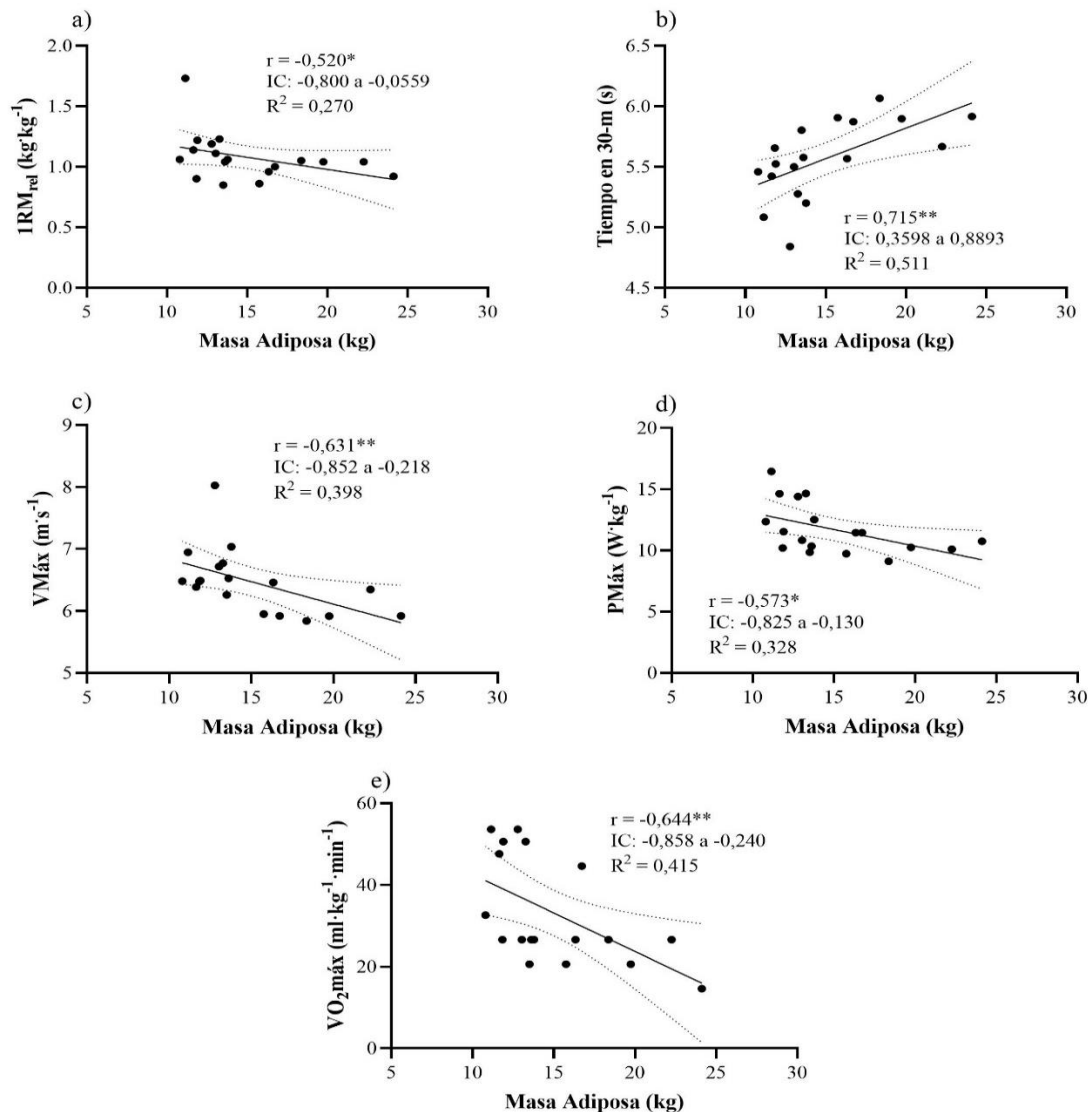 a)
r = -0,520*
IC: -0,800 a -0,0559
R² = 0,270
1RMrel (kg·kg⁻¹)
2.0
1.5
1.0
0.5
0.0
5 10 15 20 25 30
Masa Adiposa (kg)
b)
Tiempo en 30-m (s)
6.5
6.0
5.5
5.0
4.5
r = 0,715**
IC: 0,3598 a 0,8893
R² = 0,511
5 10 15 20 25 30
Masa Adiposa (kg)
c)
r = -0,631**
IC: -0,852 a -0,218
R² = 0,398
VMáx (m·s⁻¹)
9
8
7
6
5
5 10 15 20 25 30
Masa Adiposa (kg)
d)
PMáx (W·kg⁻¹)
20
15
10
5
0
r = -0,573*
IC: -0,825 a -0,130
R² = 0,328
5 10 15 20 25 30
Masa Adiposa (kg)
e)
r = -0,644**
IC: -0,858 a -0,240
R² = 0,415
VO₂máx (ml·kg⁻¹·min⁻¹)
60
40
20
0
5 10 15 20 25 30
Masa Adiposa (kg)